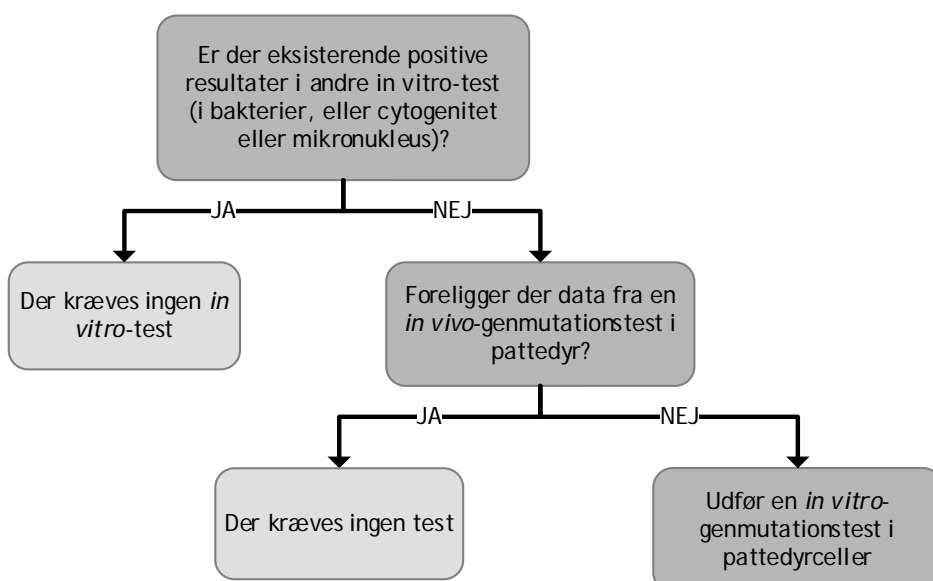 Er der eksisterende positive
resultater i andre in vitro-test
(i bakterier, eller cytogenitet
eller mikronukleus)?
JA
NEJ
Der kræves ingen in
vitro-test
Foreligger der data fra en
in vivo-genmutationstest i
pattedyr?
JA
NEJ
Der kræves ingen test
Udfør en in vitro-
genmutationstest i
pattedyrceller